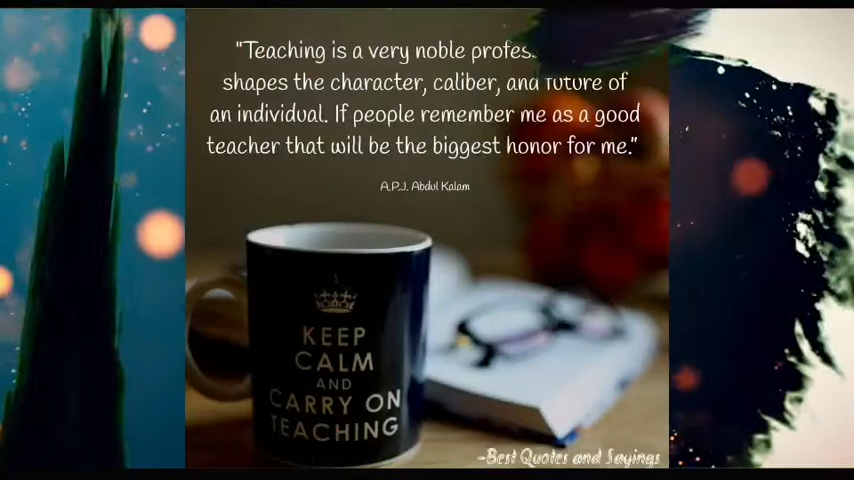 "Teaching is a very noble
shapes the character, caliber, and future of
an individual. If people remember me as a good
teacher that will be the biggest honor for me."
A.P.J. Abdul Kalam
KEEP
CALM
AND
CARRY ON
TEACHING
~Best Quotes and Sayings